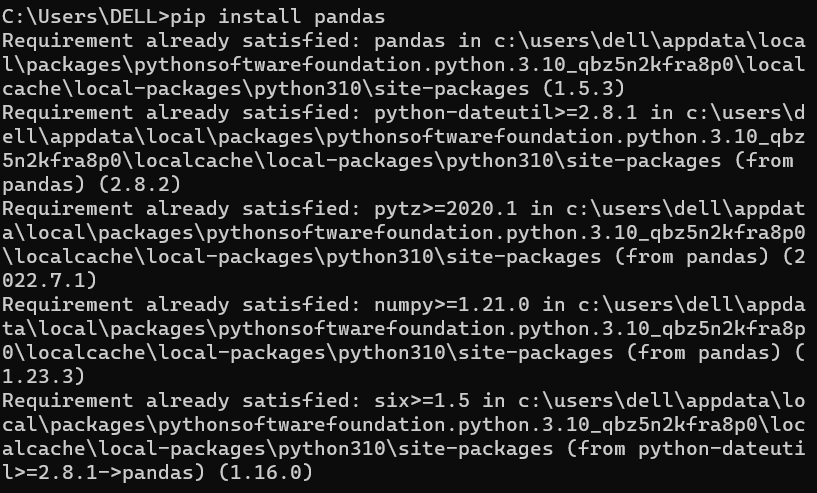 C:\Users\DELL>pip install pandas
Requirement already satisfied: pandas in c:\users\dell\appdata\loca
l\packages\pythonsoftwarefoundation.python.3.10_qbz5n2kfra8p0\local
cache\local-packages\python310\site-packages (1.5.3)
Requirement already satisfied: python-dateutil>=2.8.1 in c:\users\d
ell\appdata\local\packages\pythonsoftwarefoundation.python.3.10_qbz
5n2kfra8p0\localcache\local-packages\python310\site-packages (from
pandas) (2.8.2)
Requirement already satisfied: pytz>=2020.1 in c:\users\dell\appdat
a\local\packages\pythonsoftwarefoundation.python.3.10_qbz5n2kfra8p0
\localcache\local-packages\python310\site-packages (from pandas) (2
022.7.1)
Requirement already satisfied: numpy>=1.21.0 in c:\users\dell\appda
ta\local\packages\pythonsoftwarefoundation.python.3.10_qbz5n2kfra8p
0\localcache\local-packages\python310\site-packages (from pandas) (
1.23.3)
Requirement already satisfied: six>=1.5 in c:\users\dell\appdata\lo
cal\packages\pythonsoftwarefoundation.python.3.10_qbz5n2kfra8p0\loc
alcache\local-packages\python310\site-packages (from python-dateuti
l>=2.8.1->pandas) (1.16.0)